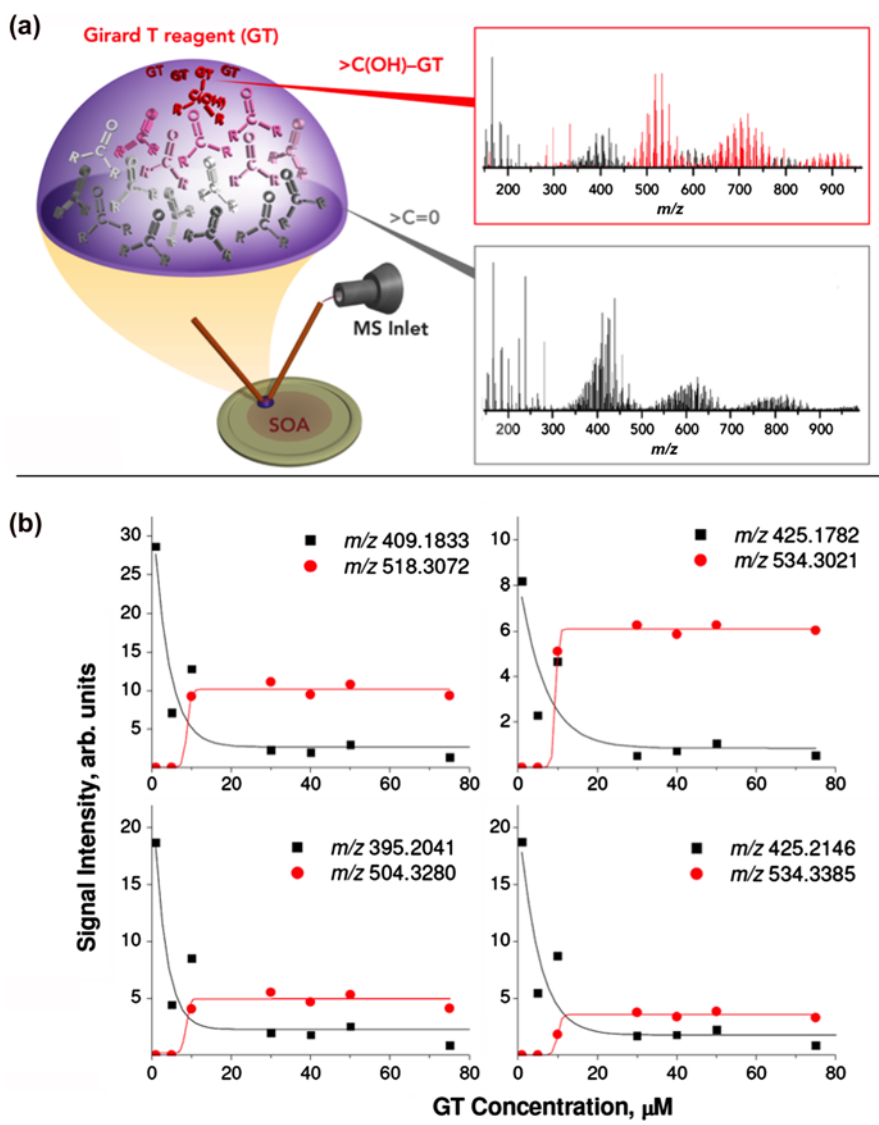 (a)
Girard T reagent (GT)
GT GT GT GT
C(OH)
R R
>C(OH)–GT
200 300 400 500 600 700 800 900
m/z
>C=0
MS Inlet
SOA
200 300 400 500 600 700 800 900
m/z
(b)
Signal Intensity, arb. units
30
25
20
15
10
5
m/z 409.1833
m/z 518.3072
0 20 40 60 80
10
8
6
4
2
m/z 425.1782
m/z 534.3021
0 20 40 60 80
20
15
10
5
m/z 395.2041
m/z 504.3280
0 20 40 60 80
20
15
10
5
m/z 425.2146
m/z 534.3385
0 20 40 60 80
GT Concentration, μM